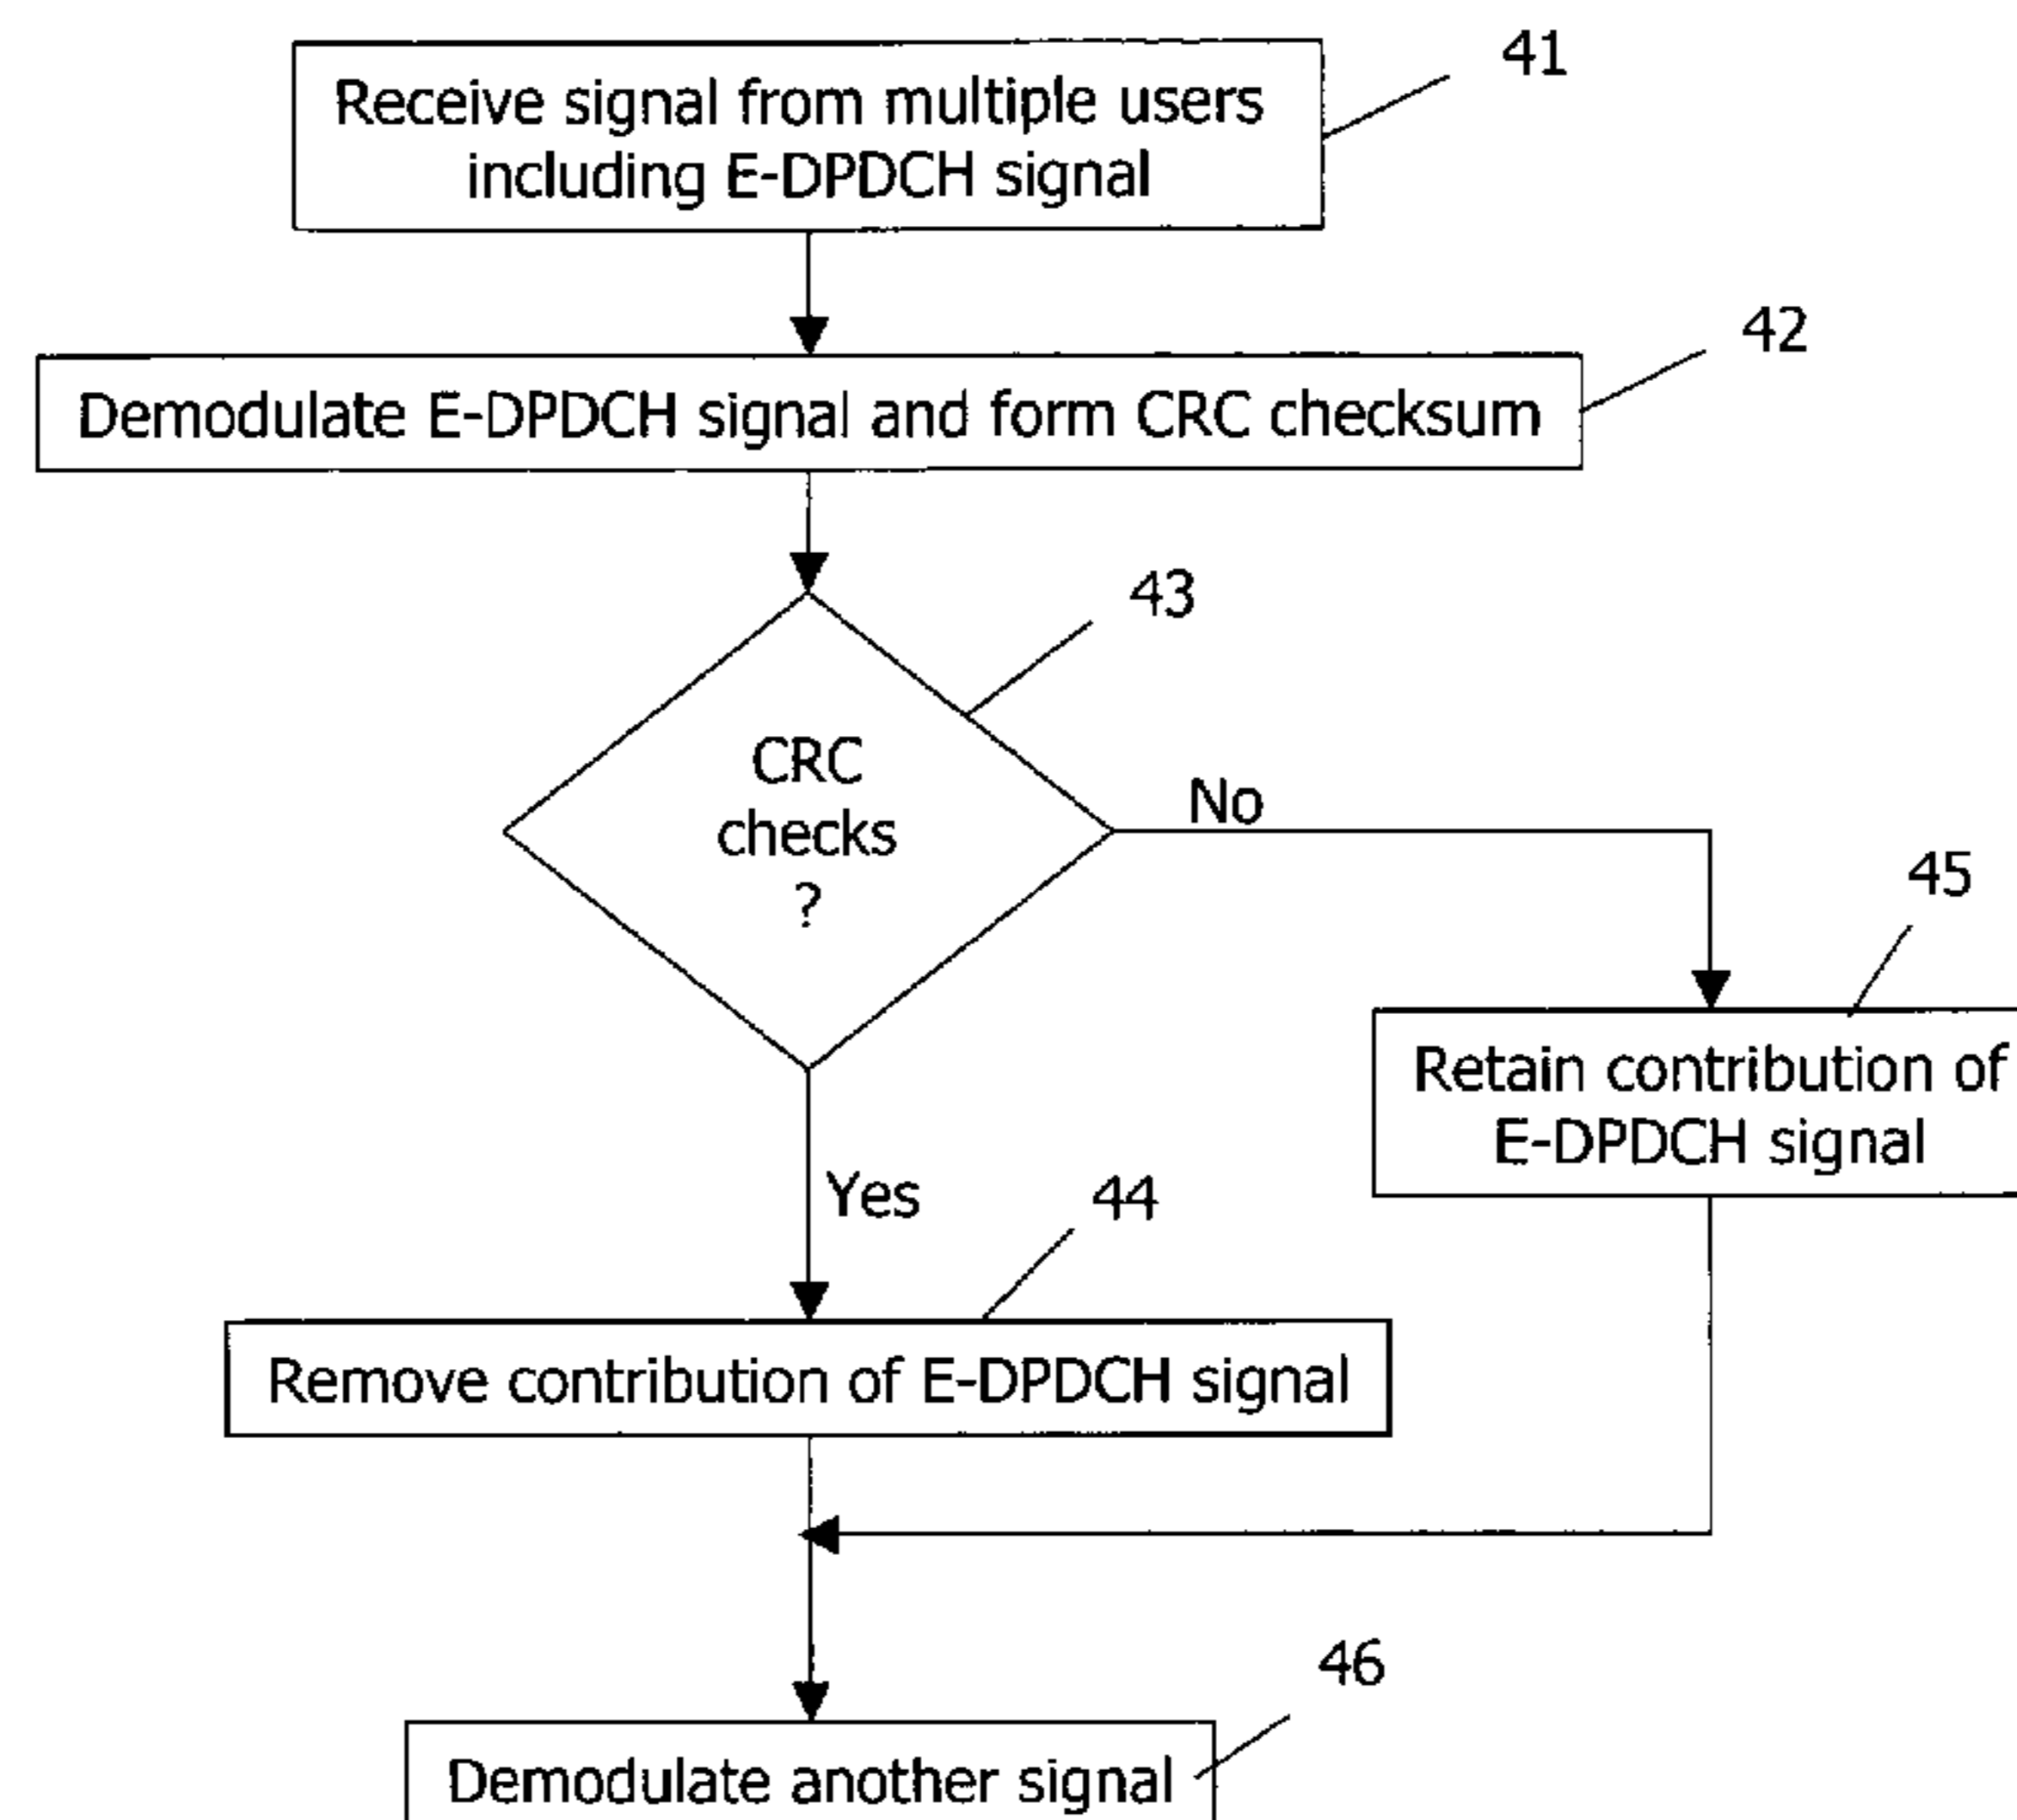 41
Receive signal from multiple users
including E-DPDCH signal
42
Demodulate E-DPDCH signal and form CRC checksum
43
CRC
checks
?
No
45
Retain contribution of
E-DPDCH signal
Yes
44
Remove contribution of E-DPDCH signal
46
Demodulate another signal